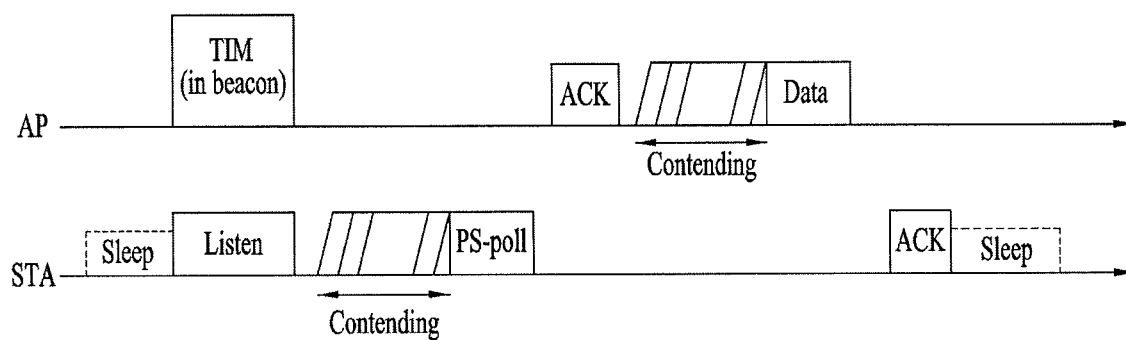 TIM
(in beacon)
ACK
Data
AP
Contending
Sleep
Listen
PS-poll
ACK
Sleep
STA
Contending